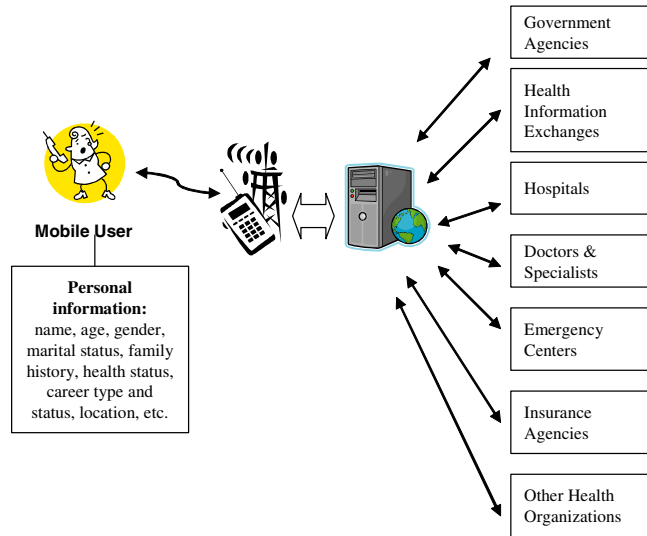 Government
Agencies
Health
Information
Exchanges
Hospitals
Doctors &
Specialists
Emergency
Centers
Insurance
Agencies
Other Health
Organizations
Mobile User
Personal
information:
name, age, gender,
marital status, family
history, health status,
career type and
status, location, etc.